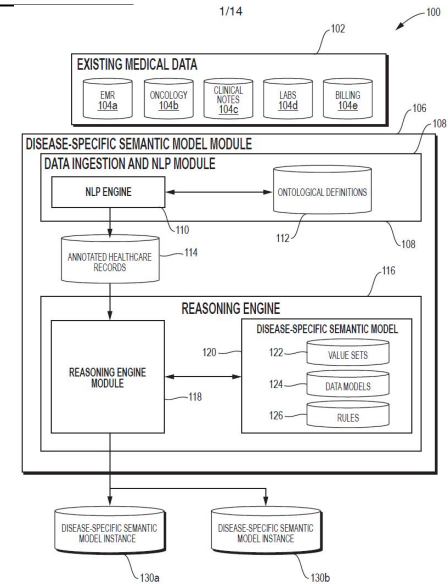 1/14
100
102
EXISTING MEDICAL DATA
EMR
104a
ONCOLOGY
104b
CLINICAL
NOTES
104c
LABS
104d
BILLING
104e
106
DISEASE-SPECIFIC SEMANTIC MODEL MODULE
108
DATA INGESTION AND NLP MODULE
NLP ENGINE
ONTOLOGICAL DEFINITIONS
110
112
108
114
ANNOTATED HEALTHCARE
RECORDS
116
REASONING ENGINE
REASONING ENGINE
MODULE
118
DISEASE-SPECIFIC SEMANTIC MODEL
120
122
VALUE SETS
124
DATA MODELS
126
RULES
DISEASE-SPECIFIC SEMANTIC
MODEL INSTANCE
130a
DISEASE-SPECIFIC SEMANTIC
MODEL INSTANCE
130b